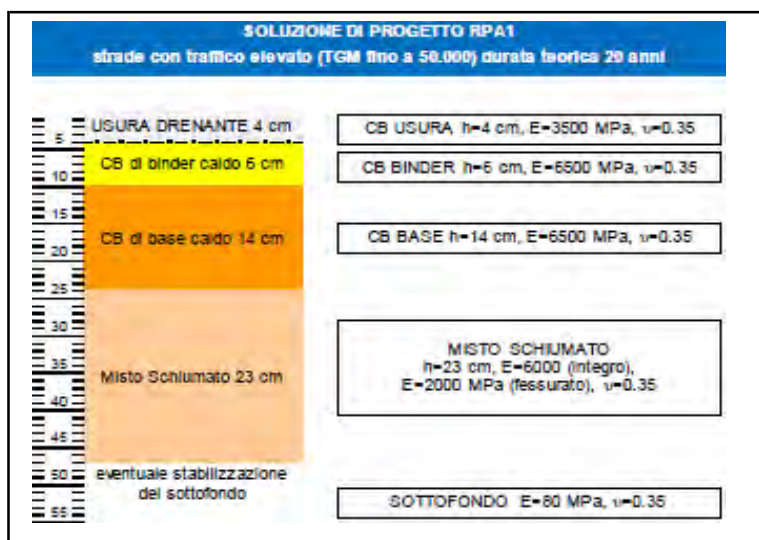 SOLUZIONE DI PROGETTO RPA1
strade con traffico elevato (TGM fino a 50.000) durata teorica 20 anni
USURA DRENANTE 4 cm
CB USURA h=4 cm, E=3500 MPa, υ=0.35
5
CB di binder caldo 6 cm
CB BINDER h=6 cm, E=6500 MPa, υ=0.35
10
15
CB di base caldo 14 cm
CB BASE h=14 cm, E=6500 MPa, υ=0.35
20
25
30
MISTO SCHIUMATO
h=23 cm, E=6000 (integro),
E=2000 MPa (fessurato), υ=0.35
35
Misto Schiumato 23 cm
40
45
50
eventuale stabilizzazione
del sottofondo
SOTTOFONDO E=80 MPa, υ=0.35
55